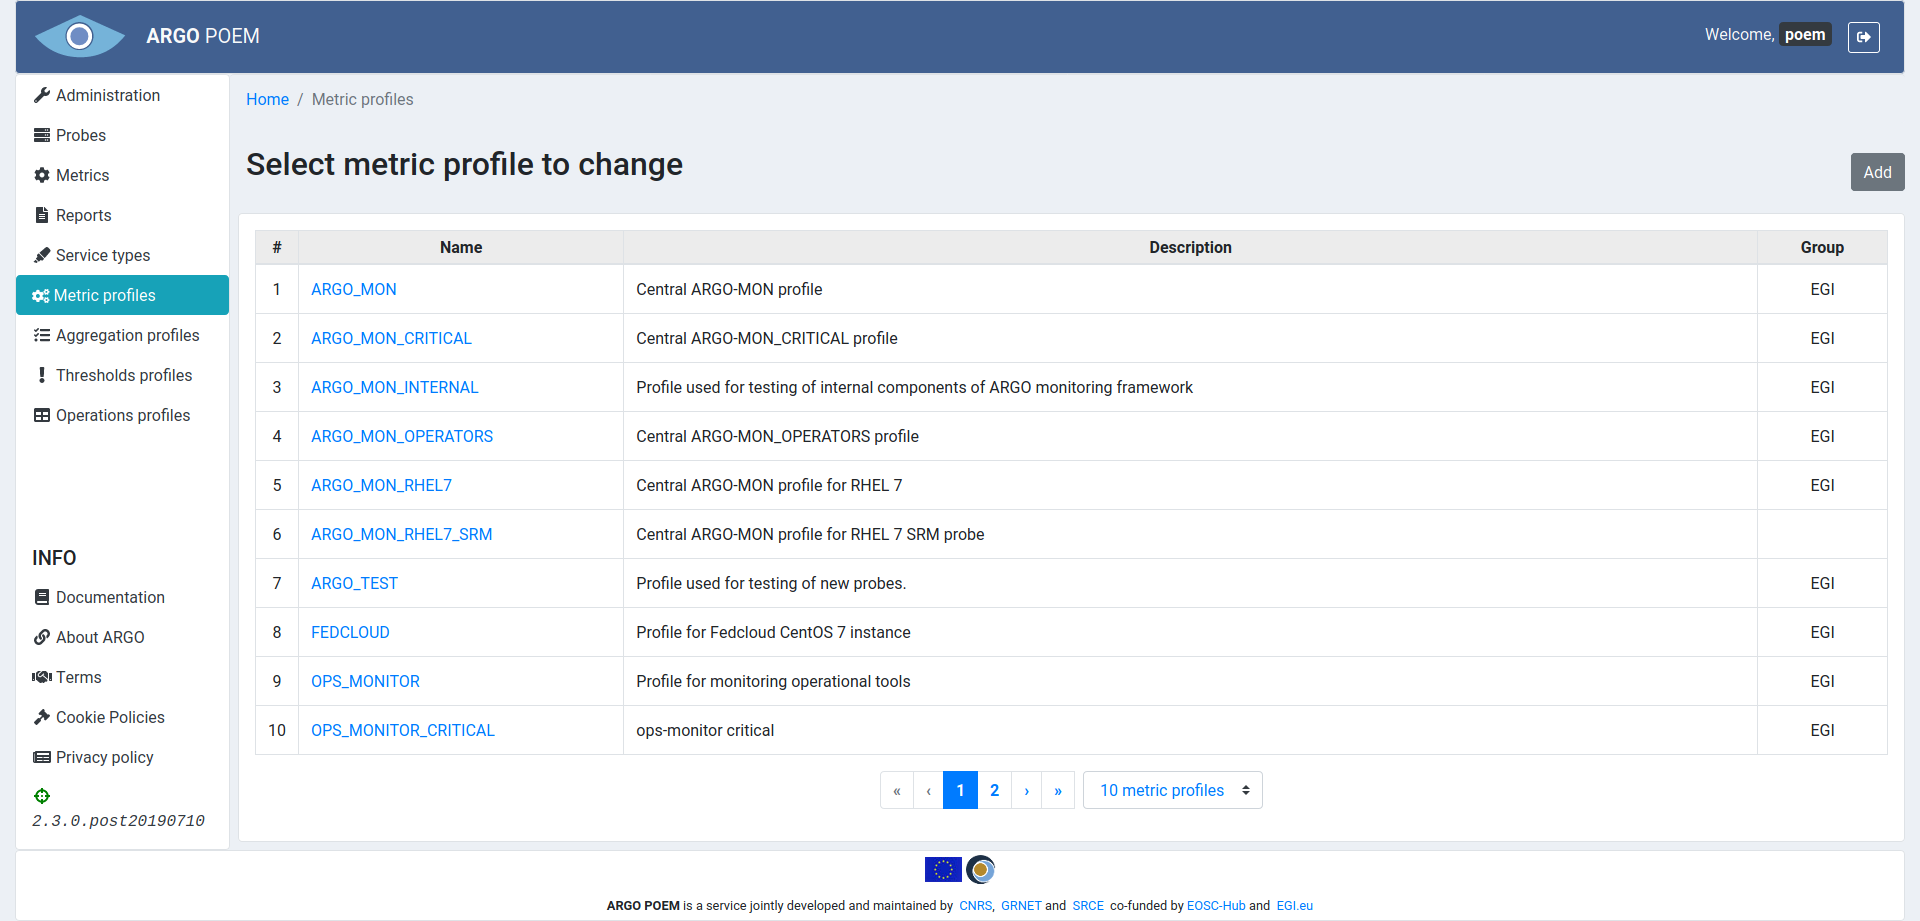 ARGO POEM
Welcome, poem
Administration
Probes
Metrics
Reports
Service types
Metric profiles
Aggregation profiles
Thresholds profiles
Operations profiles
INFO
Documentation
About ARGO
Terms
Cookie Policies
Privacy policy
2.3.0.post20190710
Home / Metric profiles
Select metric profile to change
Add
# Name Description Group
1 ARGO_MON Central ARGO-MON profile EGI
2 ARGO_MON_CRITICAL Central ARGO-MON_CRITICAL profile EGI
3 ARGO_MON_INTERNAL Profile used for testing of internal components of ARGO monitoring framework EGI
4 ARGO_MON_OPERATORS Central ARGO-MON_OPERATORS profile EGI
5 ARGO_MON_RHEL7 Central ARGO-MON profile for RHEL 7 EGI
6 ARGO_MON_RHEL7_SRM Central ARGO-MON profile for RHEL 7 SRM probe
7 ARGO_TEST Profile used for testing of new probes. EGI
8 FEDCLOUD Profile for Fedcloud CentOS 7 instance EGI
9 OPS_MONITOR Profile for monitoring operational tools EGI
10 OPS_MONITOR_CRITICAL ops-monitor critical EGI
« ‹ 1 2 › » 10 metric profiles
ARGO POEM is a service jointly developed and maintained by CNRS, GRNET and SRCE co-funded by EOSC-Hub and EGI.eu